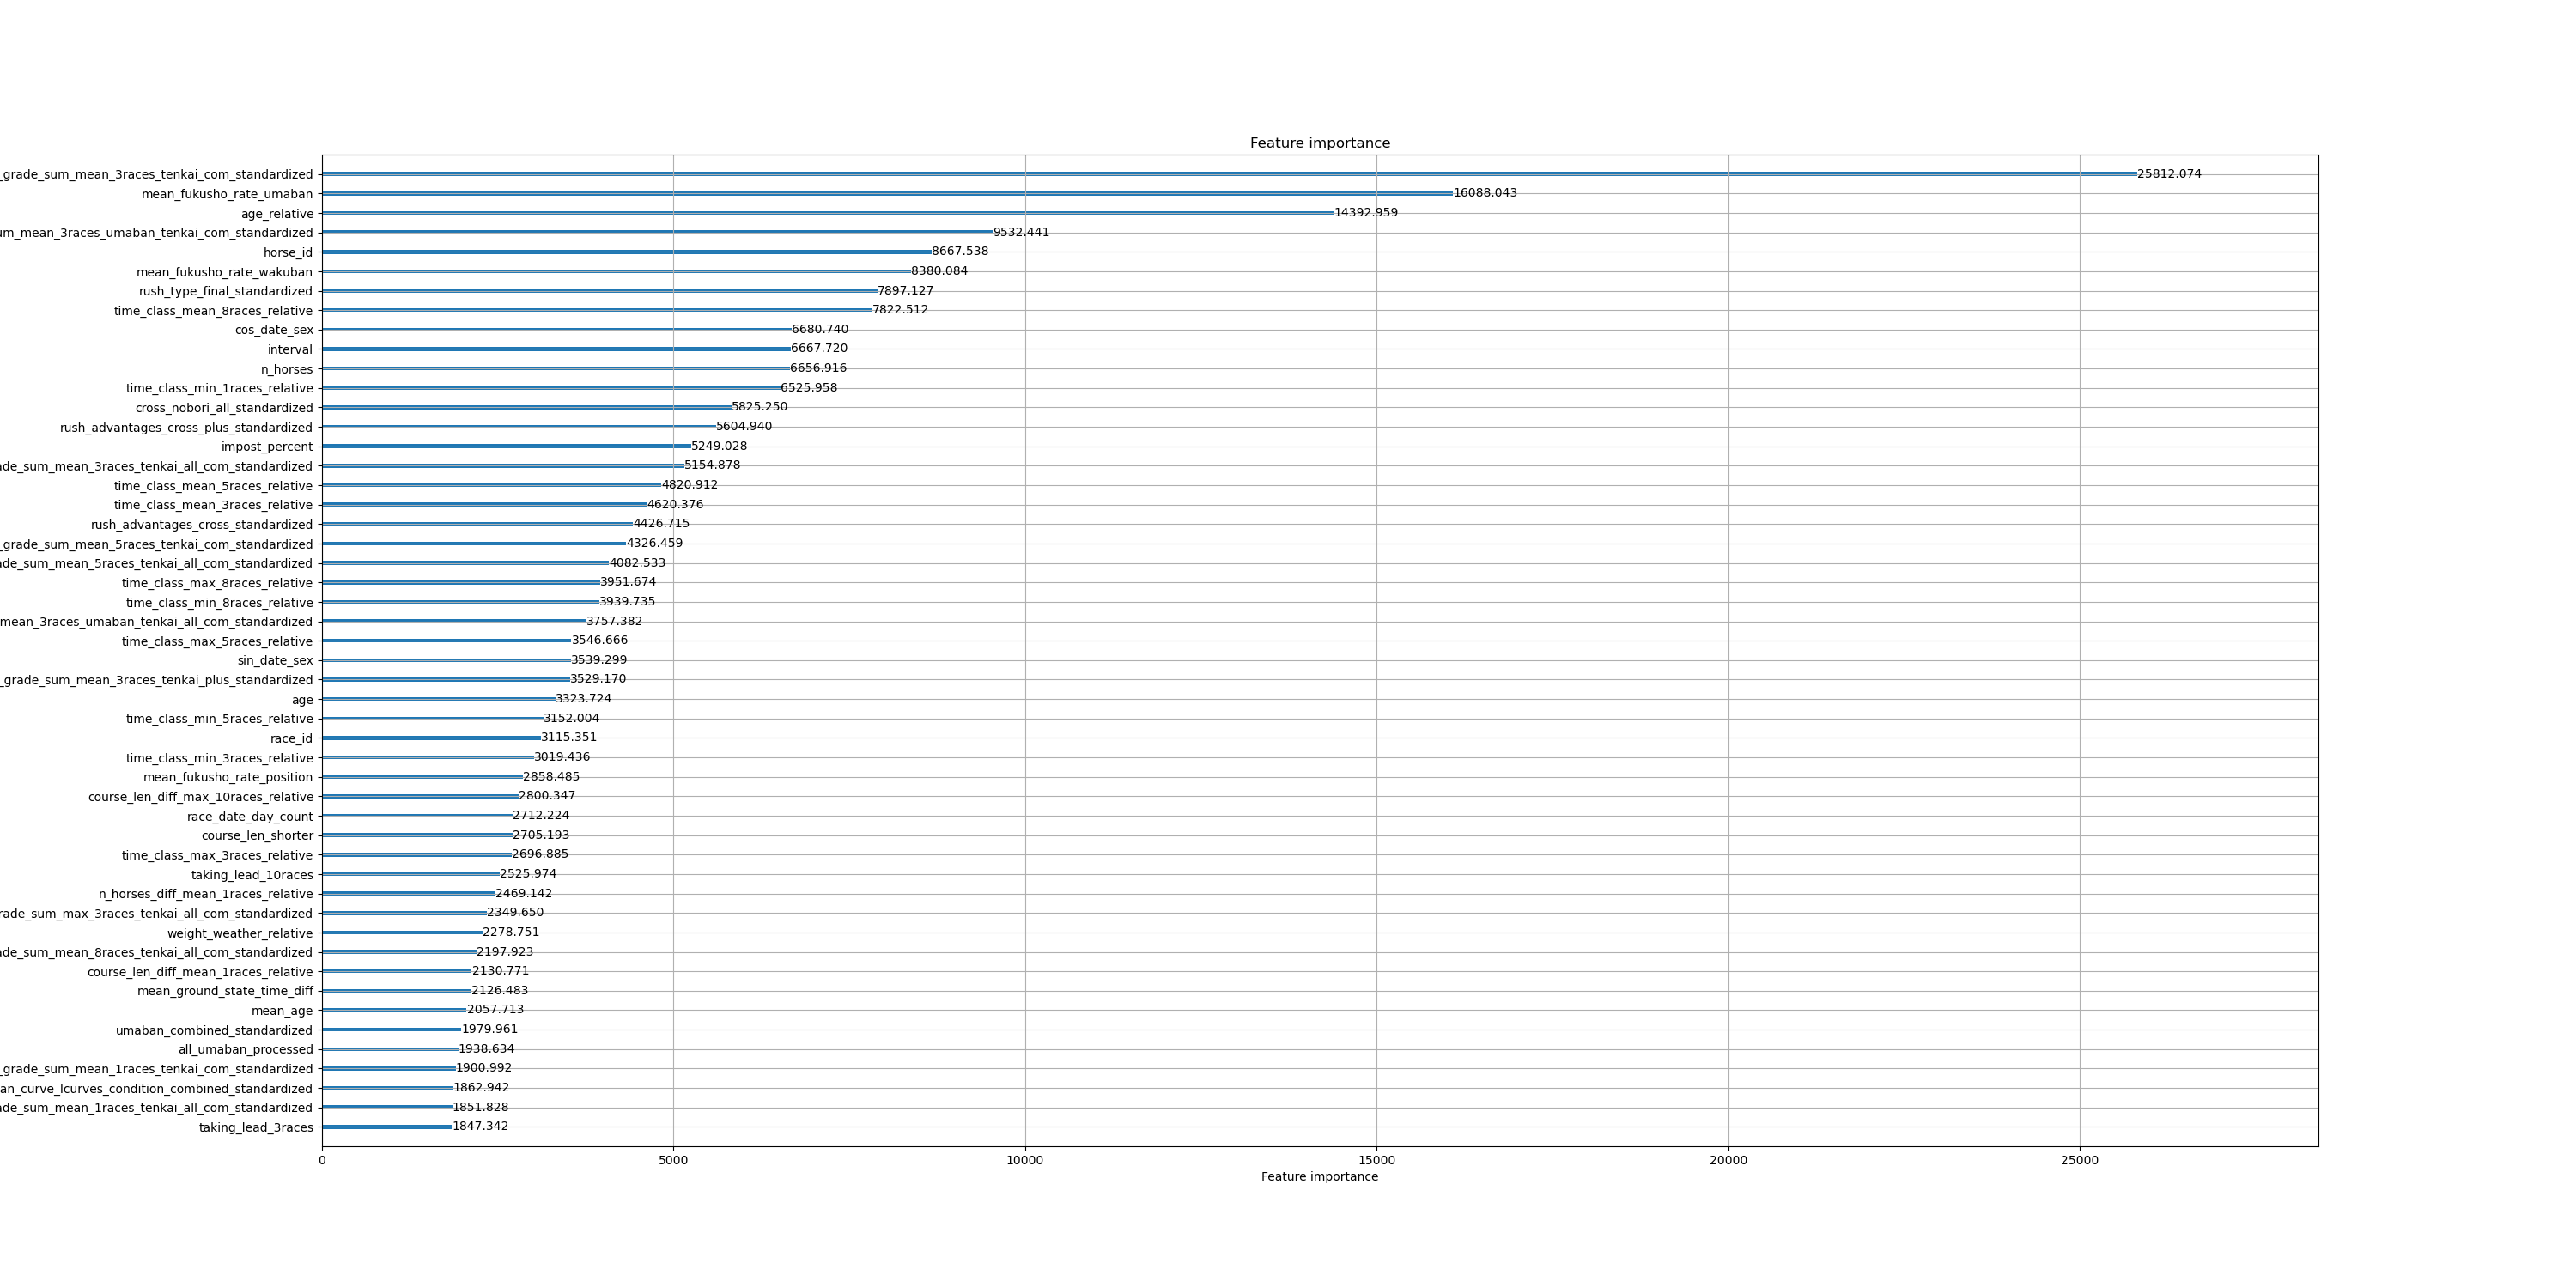 Feature importance
_grade_sum_mean_3races_tenkai_com_standardized 25812.074
mean_fukusho_rate_umaban 16088.043
age_relative 14392.959
um_mean_3races_umaban_tenkai_com_standardized 9532.441
horse_id 8667.538
mean_fukusho_rate_wakuban 8380.084
rush_type_final_standardized 7897.127
time_class_mean_8races_relative 7822.512
cos_date_sex 6680.740
interval 6667.720
n_horses 6656.916
time_class_min_1races_relative 6525.958
cross_nobori_all_standardized 5825.250
rush_advantages_cross_plus_standardized 5604.940
impost_percent 5249.028
ade_sum_mean_3races_tenkai_all_com_standardized 5154.878
time_class_mean_5races_relative 4820.912
time_class_mean_3races_relative 4620.376
rush_advantages_cross_standardized 4426.715
_grade_sum_mean_5races_tenkai_com_standardized 4326.459
ade_sum_mean_5races_tenkai_all_com_standardized 4082.533
time_class_max_8races_relative 3951.674
time_class_min_8races_relative 3939.735
mean_3races_umaban_tenkai_all_com_standardized 3757.382
time_class_max_5races_relative 3546.666
sin_date_sex 3539.299
_grade_sum_mean_3races_tenkai_plus_standardized 3529.170
age 3323.724
time_class_min_5races_relative 3152.004
race_id 3115.351
time_class_min_3races_relative 3019.436
mean_fukusho_rate_position 2858.485
course_len_diff_max_10races_relative 2800.347
race_date_day_count 2712.224
course_len_shorter 2705.193
time_class_max_3races_relative 2696.885
taking_lead_10races 2525.974
n_horses_diff_mean_1races_relative 2469.142
rade_sum_max_3races_tenkai_all_com_standardized 2349.650
weight_weather_relative 2278.751
ade_sum_mean_8races_tenkai_all_com_standardized 2197.923
course_len_diff_mean_1races_relative 2130.771
mean_ground_state_time_diff 2126.483
mean_age 2057.713
umaban_combined_standardized 1979.961
all_umaban_processed 1938.634
_grade_sum_mean_1races_tenkai_com_standardized 1900.992
an_curve_lcurves_condition_combined_standardized 1862.942
ade_sum_mean_1races_tenkai_all_com_standardized 1851.828
taking_lead_3races 1847.342
0 5000 10000 15000 20000 25000
Feature importance